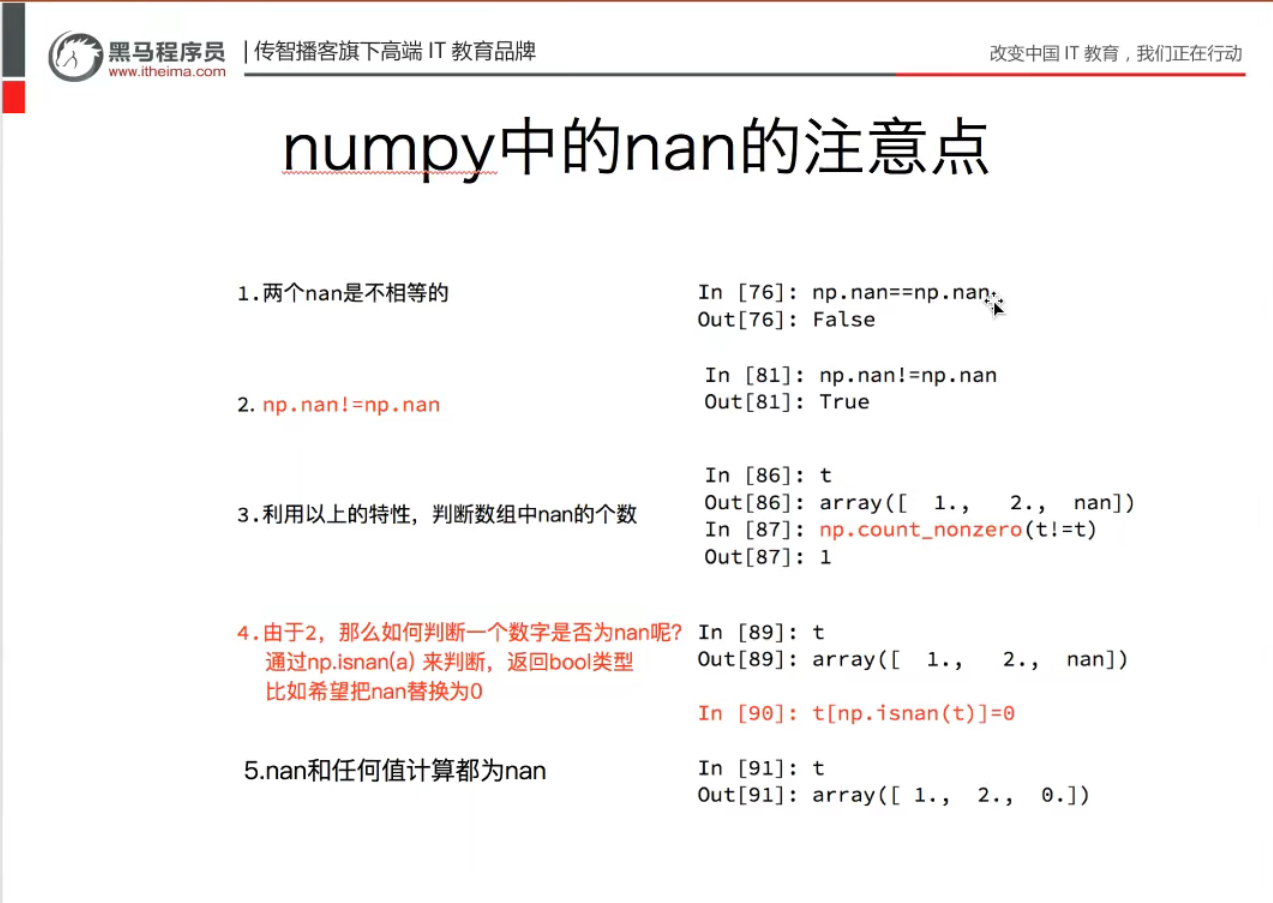 黑马程序员
www.itheima.com
传智播客旗下高端 IT 教育品牌
改变中国 IT 教育，我们正在行动
numpy中的nan的注意点
1.两个nan是不相等的
In [76]: np.nan==np.nan
Out[76]: False
2. np.nan!=np.nan
In [81]: np.nan!=np.nan
Out[81]: True
3.利用以上的特性，判断数组中nan的个数
In [86]: t
Out[86]: array([  1.,   2.,  nan])
In [87]: np.count_nonzero(t!=t)
Out[87]: 1
4.由于2，那么如何判断一个数字是否为nan呢?
通过np.isnan(a) 来判断，返回bool类型
比如希望把nan替换为0
In [89]: t
Out[89]: array([  1.,   2.,  nan])
In [90]: t[np.isnan(t)]=0
5.nan和任何值计算都为nan
In [91]: t
Out[91]: array([ 1.,  2.,  0.])